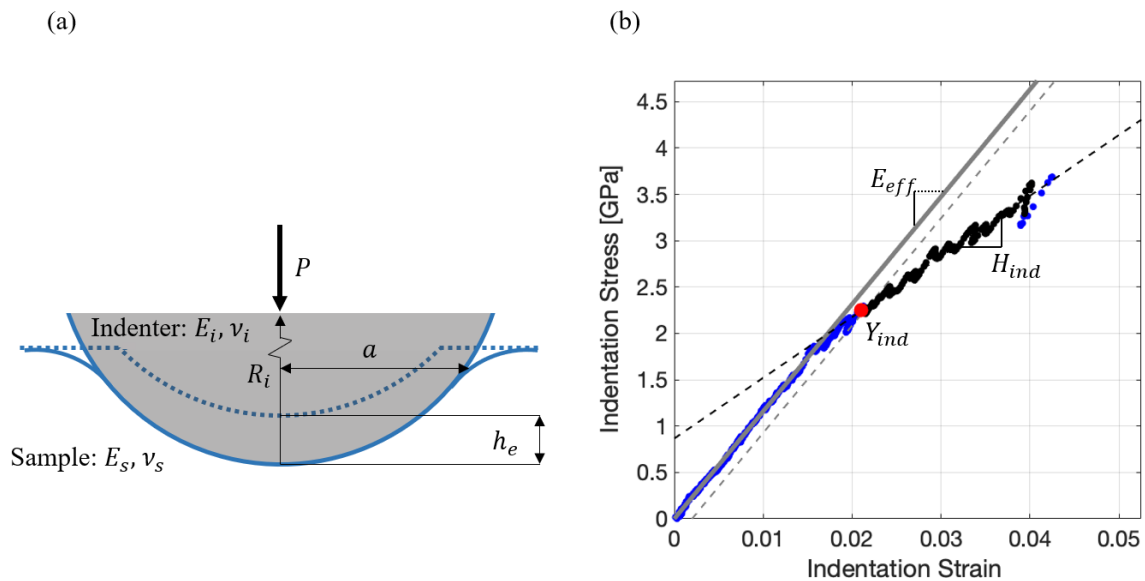 (a)
(b)
P
Indenter: E_i, ν_i
R_i
a
h_e
Sample: E_s, ν_s
Indentation Stress [GPa]
4.5
4
3.5
3
2.5
2
1.5
1
0.5
0
E_eff
H_ind
Y_ind
0
0.01
0.02
0.03
0.04
0.05
Indentation Strain